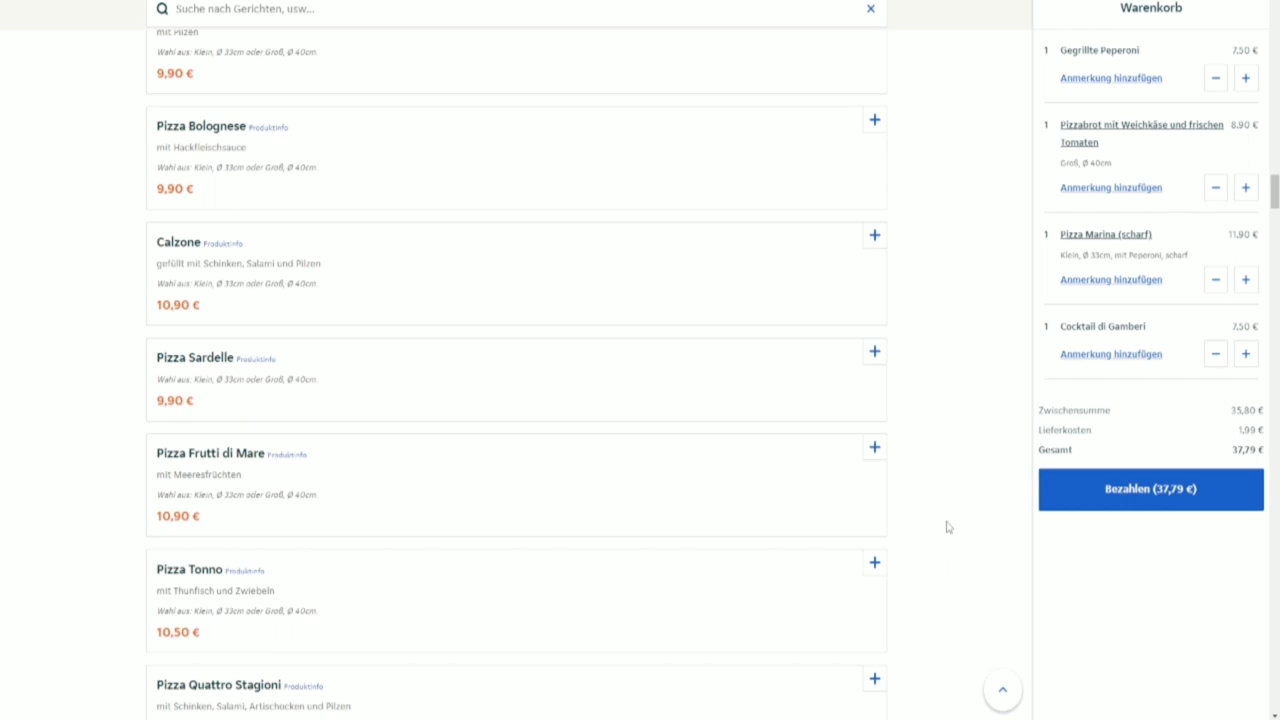 Suche nach Gerichten, usw...
mit Pilzen
Wahl aus: Klein, Ø 33cm oder Groß, Ø 40cm.
9,90 €
Pizza Bolognese Produktinfo
mit Hackfleischsauce
Wahl aus: Klein, Ø 33cm oder Groß, Ø 40cm.
9,90 €
Calzone Produktinfo
gefüllt mit Schinken, Salami und Pilzen
Wahl aus: Klein, Ø 33cm oder Groß, Ø 40cm.
10,90 €
Pizza Sardelle Produktinfo
Wahl aus: Klein, Ø 33cm oder Groß, Ø 40cm.
9,90 €
Pizza Frutti di Mare Produktinfo
mit Meeresfrüchten
Wahl aus: Klein, Ø 33cm oder Groß, Ø 40cm.
10,90 €
Pizza Tonno Produktinfo
mit Thunfisch und Zwiebeln
Wahl aus: Klein, Ø 33cm oder Groß, Ø 40cm.
10,50 €
Pizza Quattro Stagioni Produktinfo
mit Schinken, Salami, Artischocken und Pilzen
Warenkorb
1 Gegrillte Peperoni 7,50 €
Anmerkung hinzufügen
1 Pizzabrot mit Weichkäse und frischen 8,90 €
Tomaten
Groß, Ø 40cm
Anmerkung hinzufügen
1 Pizza Marina (scharf) 11,90 €
Klein, Ø 33cm, mit Peperoni, scharf
Anmerkung hinzufügen
1 Cocktail di Gamberi 7,50 €
Anmerkung hinzufügen
Zwischensumme 35,80 €
Lieferkosten 1,99 €
Gesamt 37,79 €
Bezahlen (37,79 €)